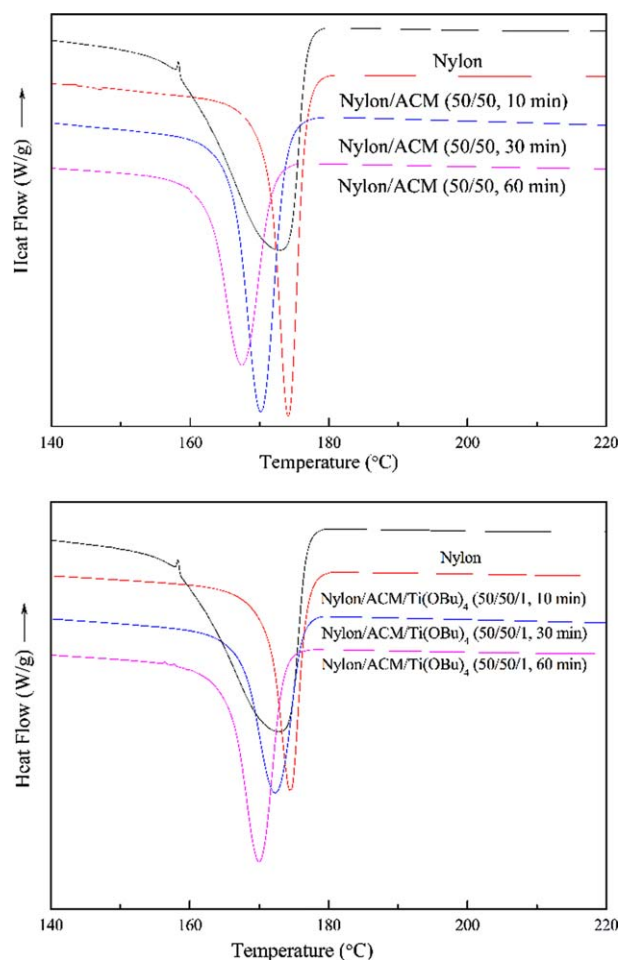 Nylon
Nylon/ACM (50/50, 10 min)
Nylon/ACM (50/50, 30 min)
Nylon/ACM (50/50, 60 min)
Heat Flow (W/g)
140 160 180 200 220
Temperature (°C)
Nylon
Nylon/ACM/Ti(OBu)₄ (50/50/1, 10 min)
Nylon/ACM/Ti(OBu)₄ (50/50/1, 30 min)
Nylon/ACM/Ti(OBu)₄ (50/50/1, 60 min)
Heat Flow (W/g)
140 160 180 200 220
Temperature (°C)